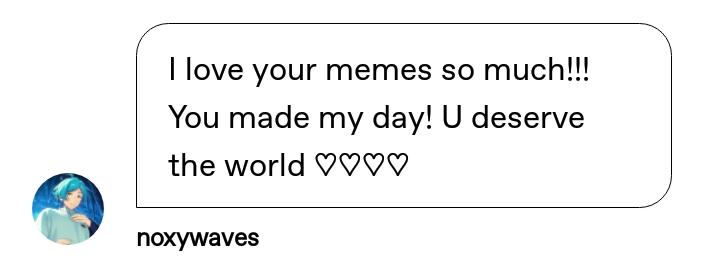 I love your memes so much!!!
You made my day! U deserve
the world ♡♡♡♡
noxywaves